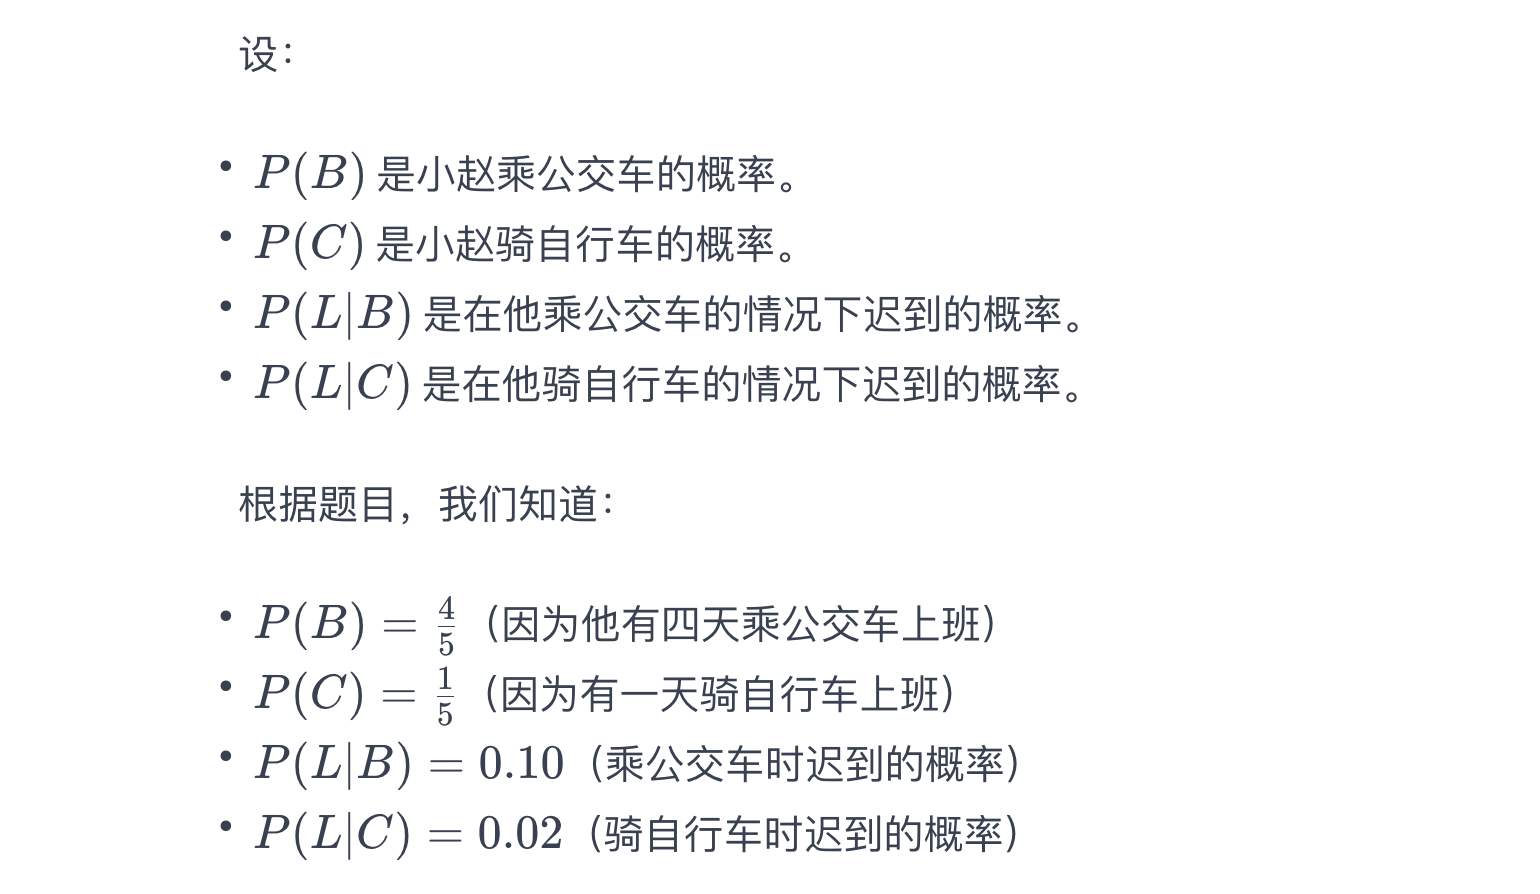 设：
• P(B) 是小赵乘公交车的概率。
• P(C) 是小赵骑自行车的概率。
• P(L|B) 是在他乘公交车的情况下迟到的概率。
• P(L|C) 是在他骑自行车的情况下迟到的概率。
根据题目，我们知道：
• P(B) = 4/5（因为他有四天乘公交车上班）
• P(C) = 1/5（因为有一天骑自行车上班）
• P(L|B) = 0.10（乘公交车时迟到的概率）
• P(L|C) = 0.02（骑自行车时迟到的概率）